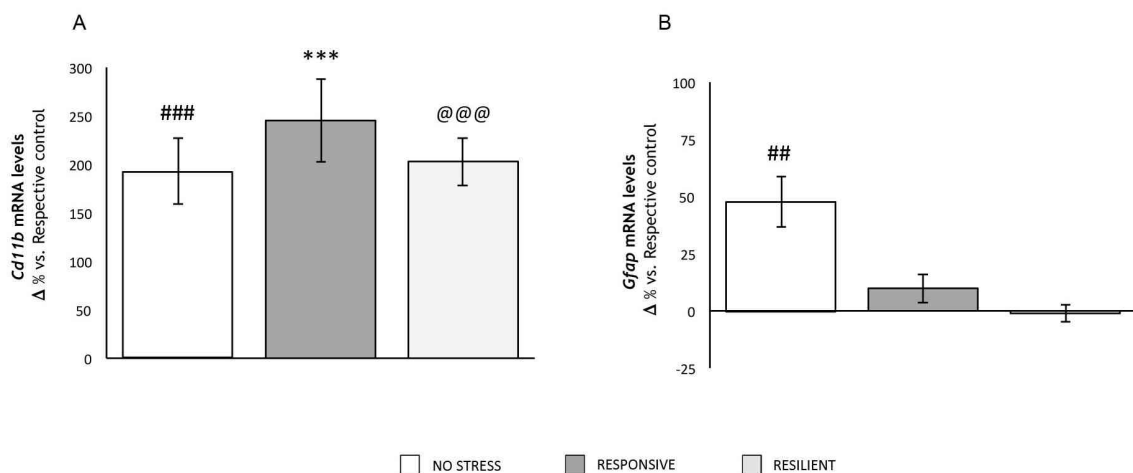 A
Cd11b mRNA levels
Δ % vs. Respective control
300
250
200
150
100
50
0
###
***
@@@
B
Gfap mRNA levels
Δ % vs. Respective control
100
75
50
25
0
-25
##
NO STRESS
RESPONSIVE
RESILIENT